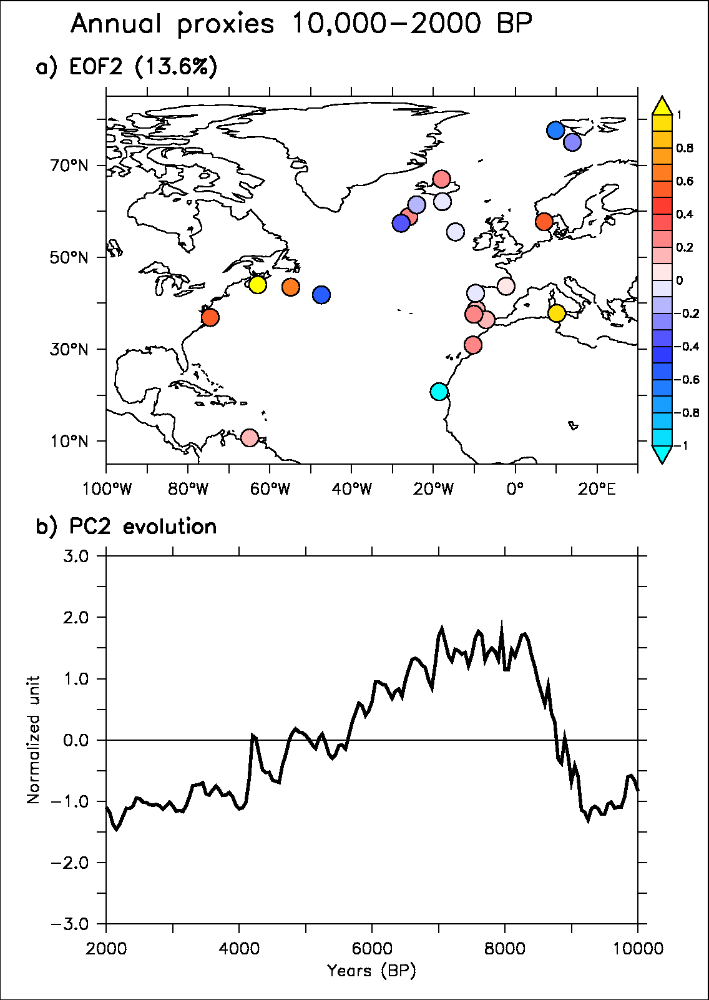 Annual proxies 10,000−2000 BP
a) EOF2 (13.6%)
70°N
50°N
30°N
10°N
100°W 80°W 60°W 40°W 20°W 0° 20°E
1
0.8
0.6
0.4
0.2
0
−0.2
−0.4
−0.6
−0.8
−1
b) PC2 evolution
3.0
2.0
1.0
0.0
−1.0
−2.0
−3.0
Normalized unit
2000 4000 6000 8000 10000
Years (BP)